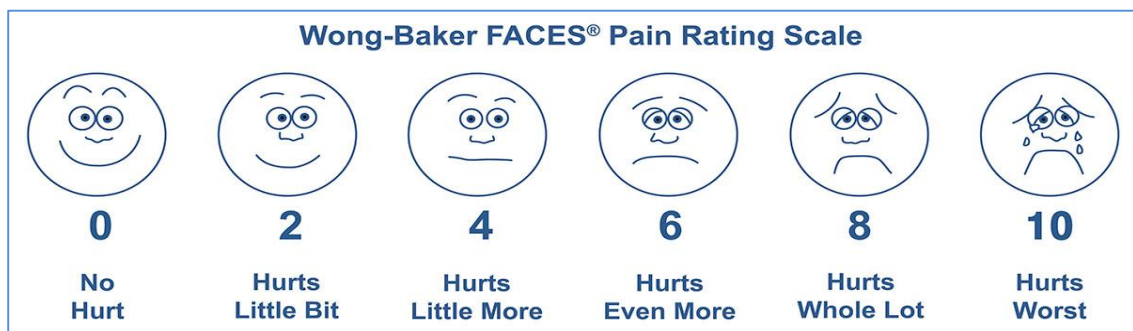 Wong-Baker FACES® Pain Rating Scale
0
No
Hurt
2
Hurts
Little Bit
4
Hurts
Little More
6
Hurts
Even More
8
Hurts
Whole Lot
10
Hurts
Worst